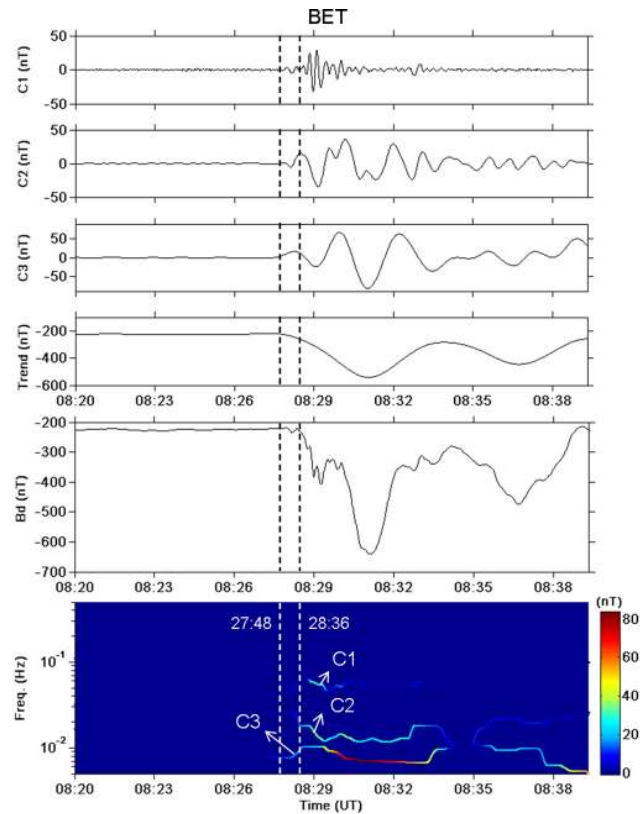 BET
50
0
-50
C1 (nT)
50
0
-50
C2 (nT)
50
0
-50
C3 (nT)
-200
-400
-600
Trend (nT)
08:20 08:23 08:26 08:29 08:32 08:35 08:38
-200
-300
-400
-500
-600
-700
Bd (nT)
08:20 08:23 08:26 08:29 08:32 08:35 08:38
(nT)
80
60
40
20
0
27:48 28:36
C1
C2
C3
10-1
10-2
Freq. (Hz)
08:20 08:23 08:26 08:29 08:32 08:35 08:38
Time (UT)